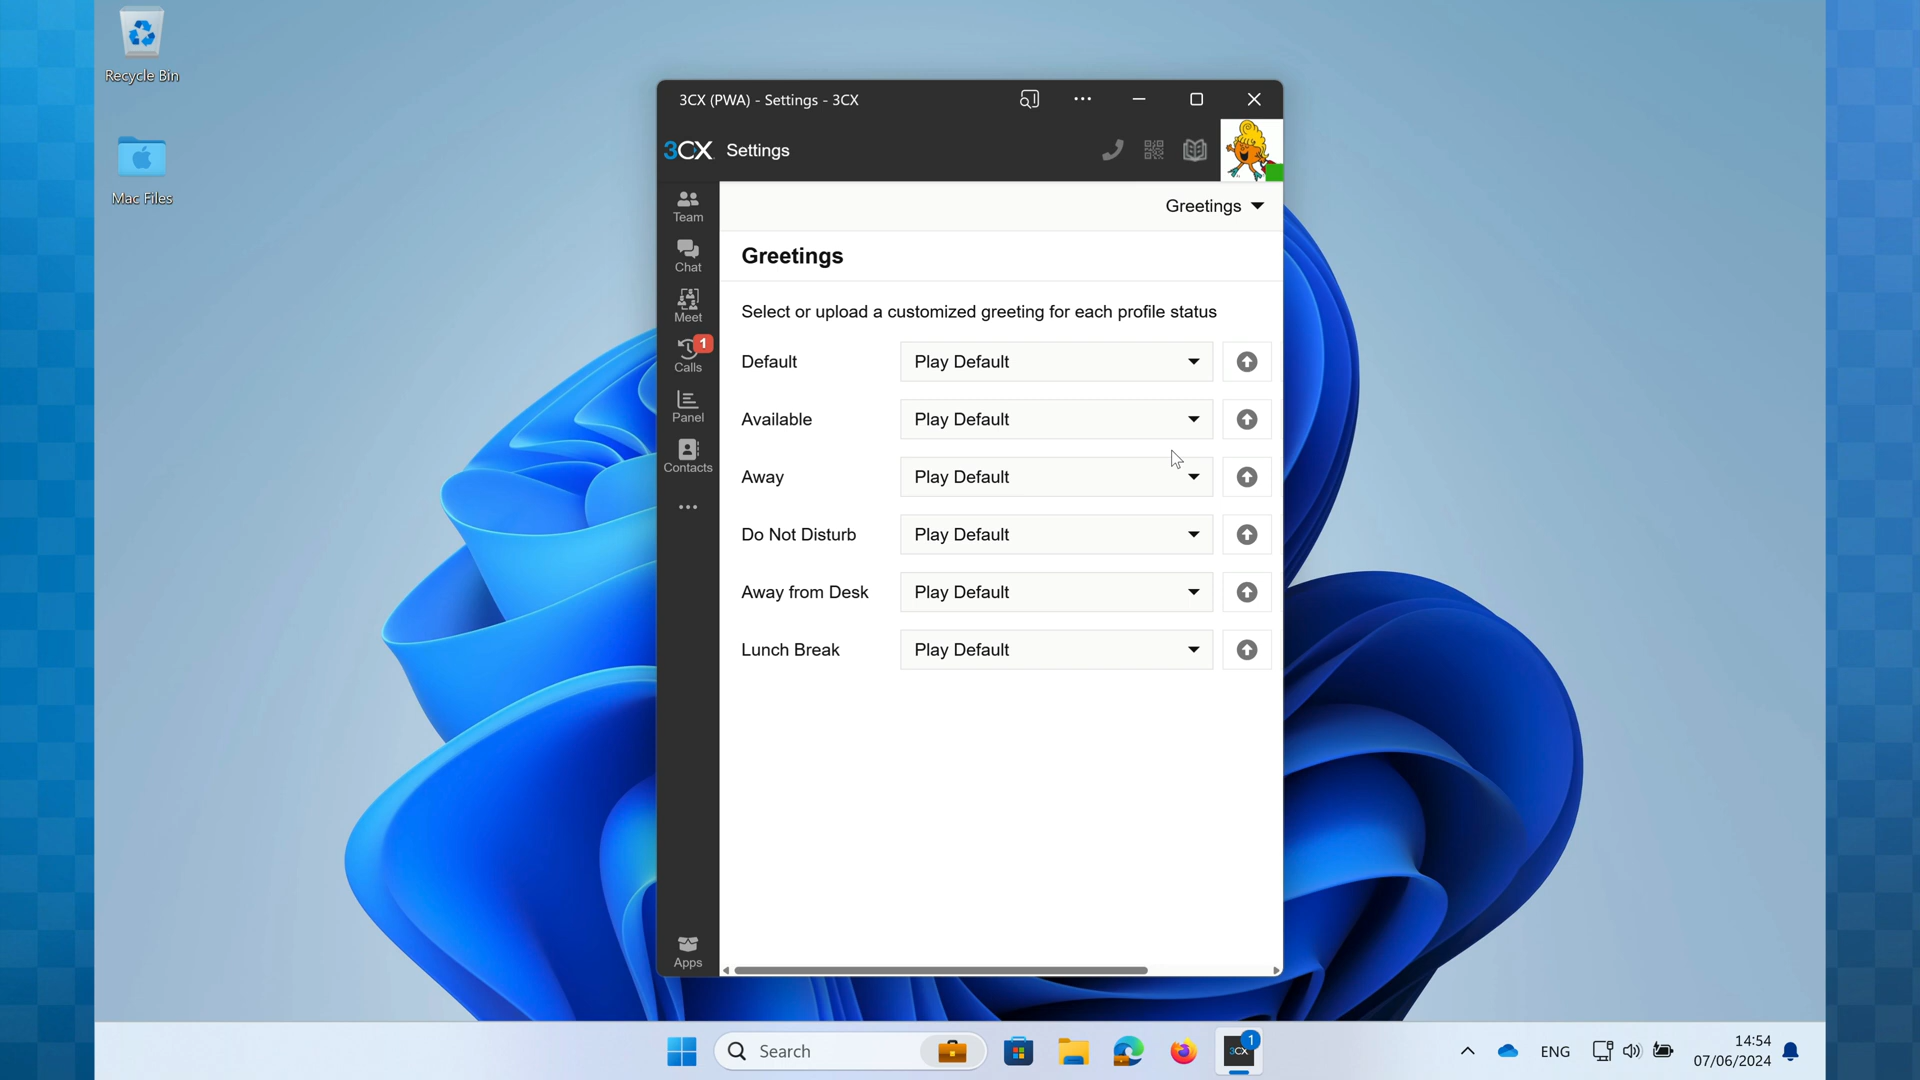 Recycle Bin
Mac Files
3CX (PWA) - Settings - 3CX
3CX Settings
Team
Chat
Meet
1
Calls
Panel
Contacts
Apps
Greetings
Greetings
Select or upload a customized greeting for each profile status
Default Play Default
Available Play Default
Away Play Default
Do Not Disturb Play Default
Away from Desk Play Default
Lunch Break Play Default
Search
3CX 1
ENG
14:54
07/06/2024